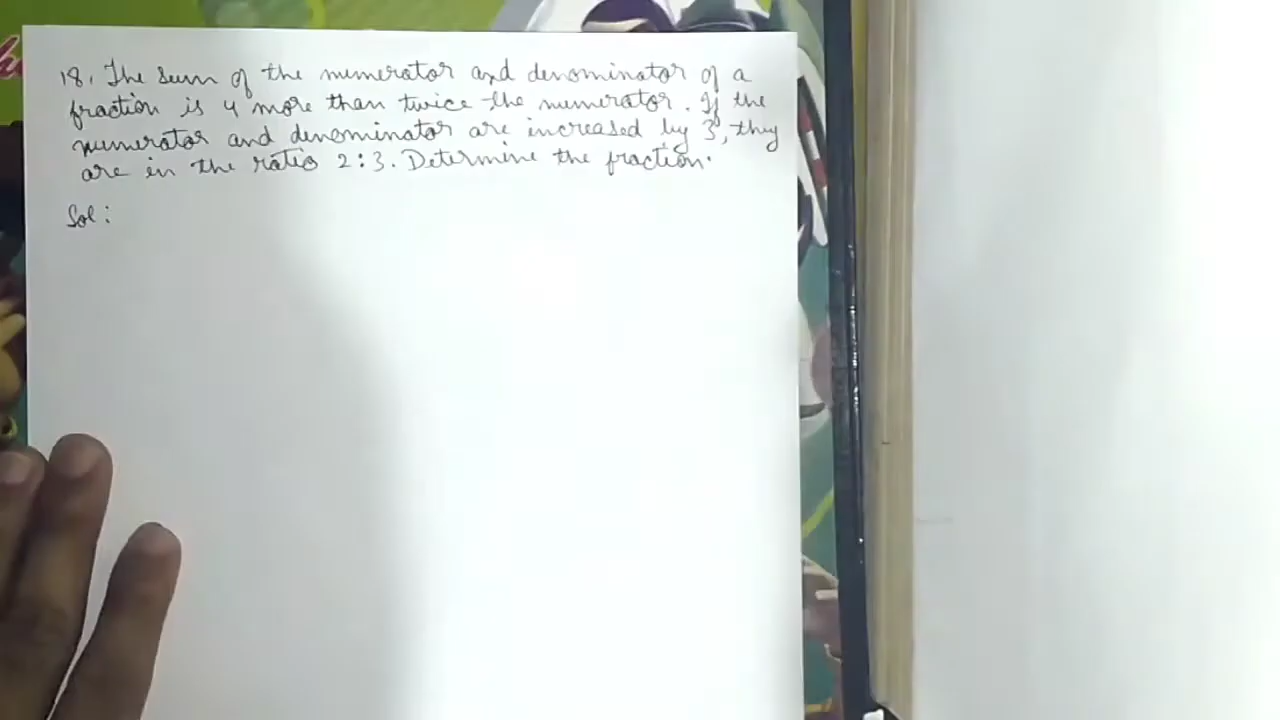 18. The sum of the numerator and denominator of a
fraction is 4 more than twice the numerator. If the
numerator and denominator are increased by 3, they
are in the ratio 2:3. Determine the fraction.
Sol: